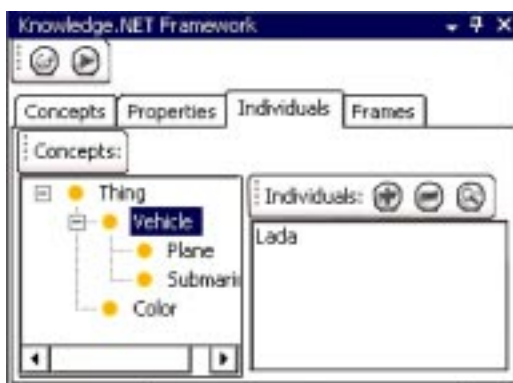 Knowledge.NET Framework
Concepts Properties Individuals Frames
Concepts:
Thing
Vehicle
Plane
Submari
Color
Individuals:
Lada